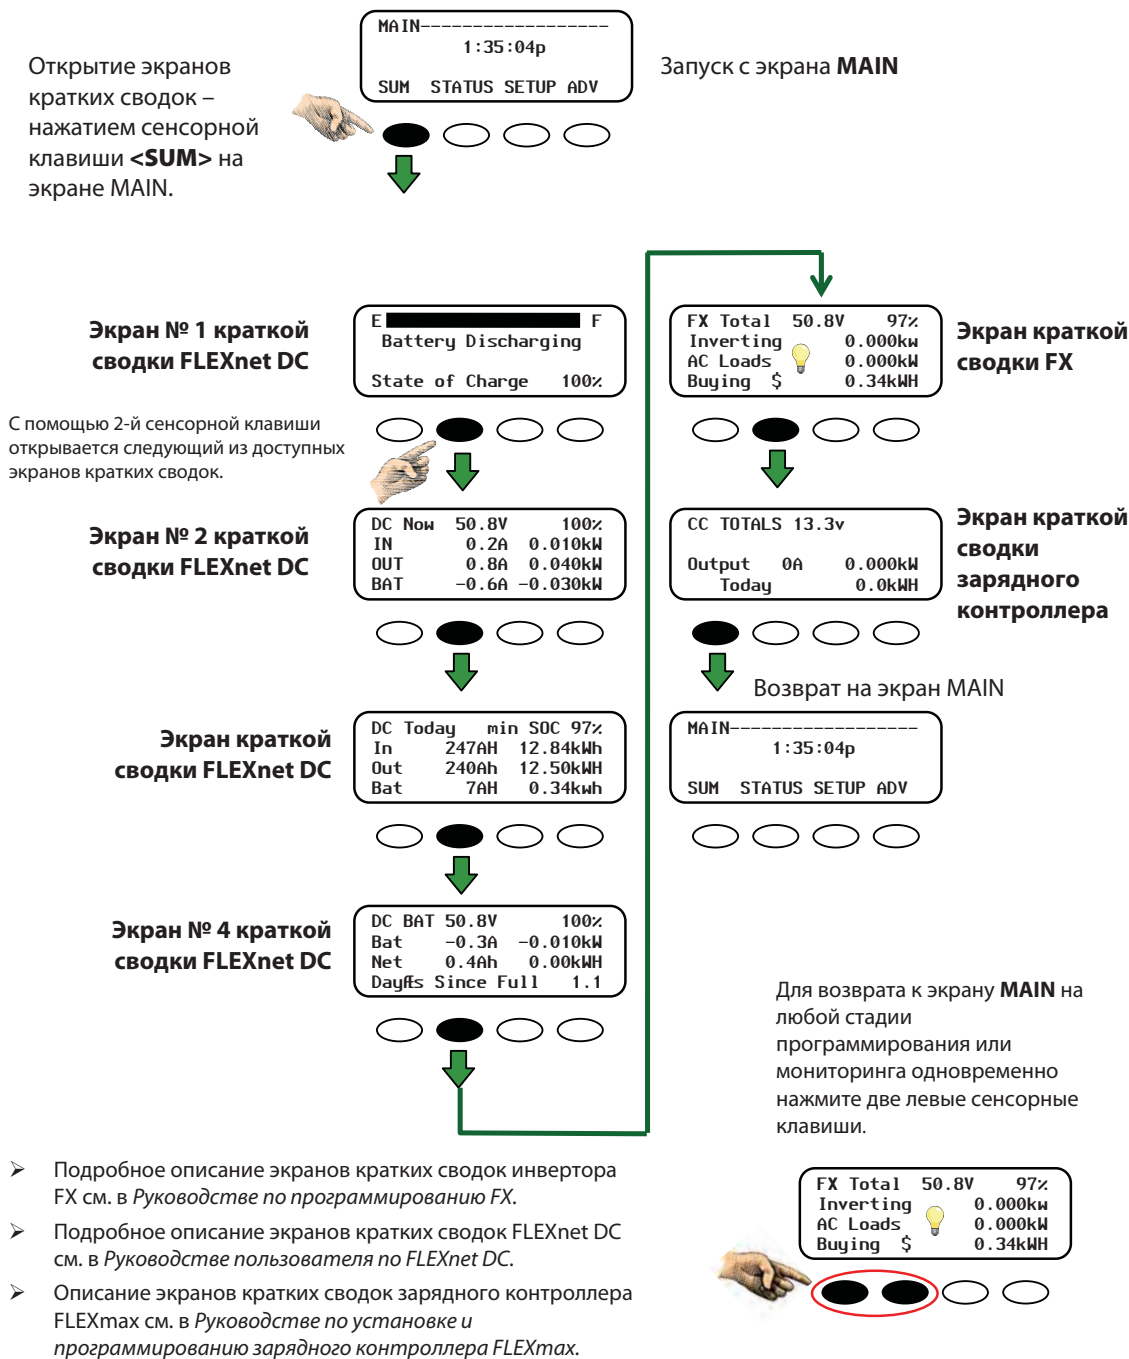 MAIN------------------
1:35:04p
SUM STATUS SETUP ADV
Открытие экранов
кратких сводок –
нажатием сенсорной
клавиши <SUM> на
экране MAIN.
Запуск с экрана MAIN
Экран № 1 краткой
сводки FLEXnet DC
E F
Battery Discharging
State of Charge 100%
С помощью 2-й сенсорной клавиши
открывается следующий из доступных
экранов кратких сводок.
Экран № 2 краткой
сводки FLEXnet DC
DC Now 50.8V 100%
IN 0.2A 0.010kW
OUT 0.8A 0.040kW
BAT -0.6A -0.030kW
Экран краткой
сводки FLEXnet DC
DC Today min SOC 97%
In 247AH 12.84kWh
Out 240Ah 12.50kWH
Bat 7AH 0.34kwh
Экран № 4 краткой
сводки FLEXnet DC
DC BAT 50.8V 100%
Bat -0.3A -0.010kW
Net 0.4Ah 0.00kWH
Dayﬀs Since Full 1.1
FX Total 50.8V 97%
Inverting 0.000kw
AC Loads 0.000kW
Buying $ 0.34kWH
Экран краткой
сводки FX
CC TOTALS 13.3v
Output 0A 0.000kW
Today 0.0kWH
Экран краткой
сводки
зарядного
контроллера
Возврат на экран MAIN
MAIN------------------
1:35:04p
SUM STATUS SETUP ADV
Для возврата к экрану MAIN на
любой стадии
программирования или
мониторинга одновременно
нажмите две левые сенсорные
клавиши.
FX Total 50.8V 97%
Inverting 0.000kw
AC Loads 0.000kW
Buying $ 0.34kWH
➢ Подробное описание экранов кратких сводок инвертора
FX см. в Руководстве по программированию FX.
➢ Подробное описание экранов кратких сводок FLEXnet DC
см. в Руководстве пользователя по FLEXnet DC.
➢ Описание экранов кратких сводок зарядного контроллера
FLEXmax см. в Руководстве по установке и
программированию зарядного контроллера FLEXmax.